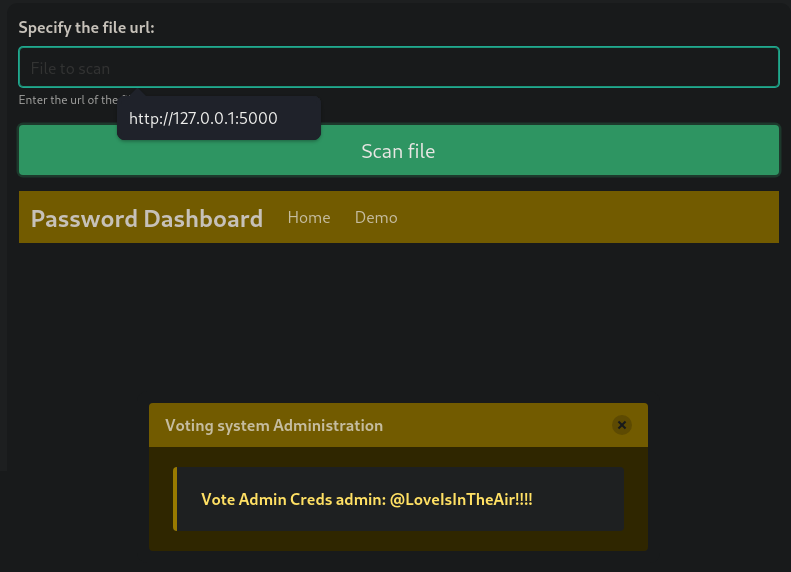 Specify the file url:
File to scan
Enter the url of the
http://127.0.0.1:5000
Scan file
Password Dashboard Home Demo
Voting system Administration
Vote Admin Creds admin: @LoveIsInTheAir!!!!